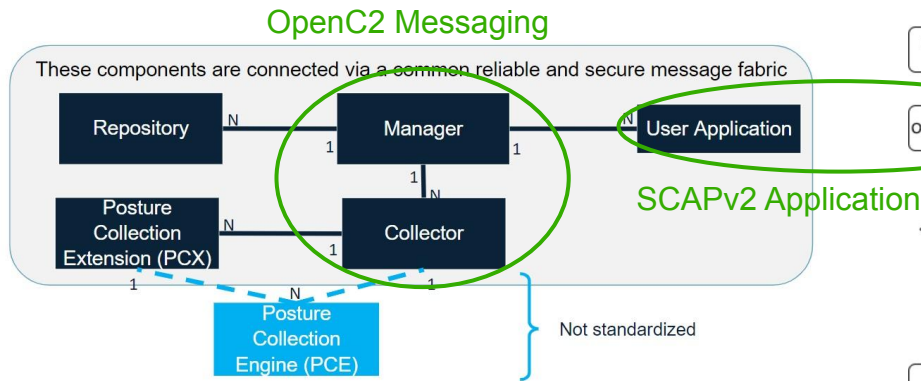 OpenC2 Messaging
These components are connected via a common reliable and secure message fabric
Repository
N
1
Manager
1
N
User Application
1
N
SCAPv2 Application
Posture
Collection
Extension (PCX)
N
1
Collector
1
N
1
Posture
Collection
Engine (PCE)
Not standardized